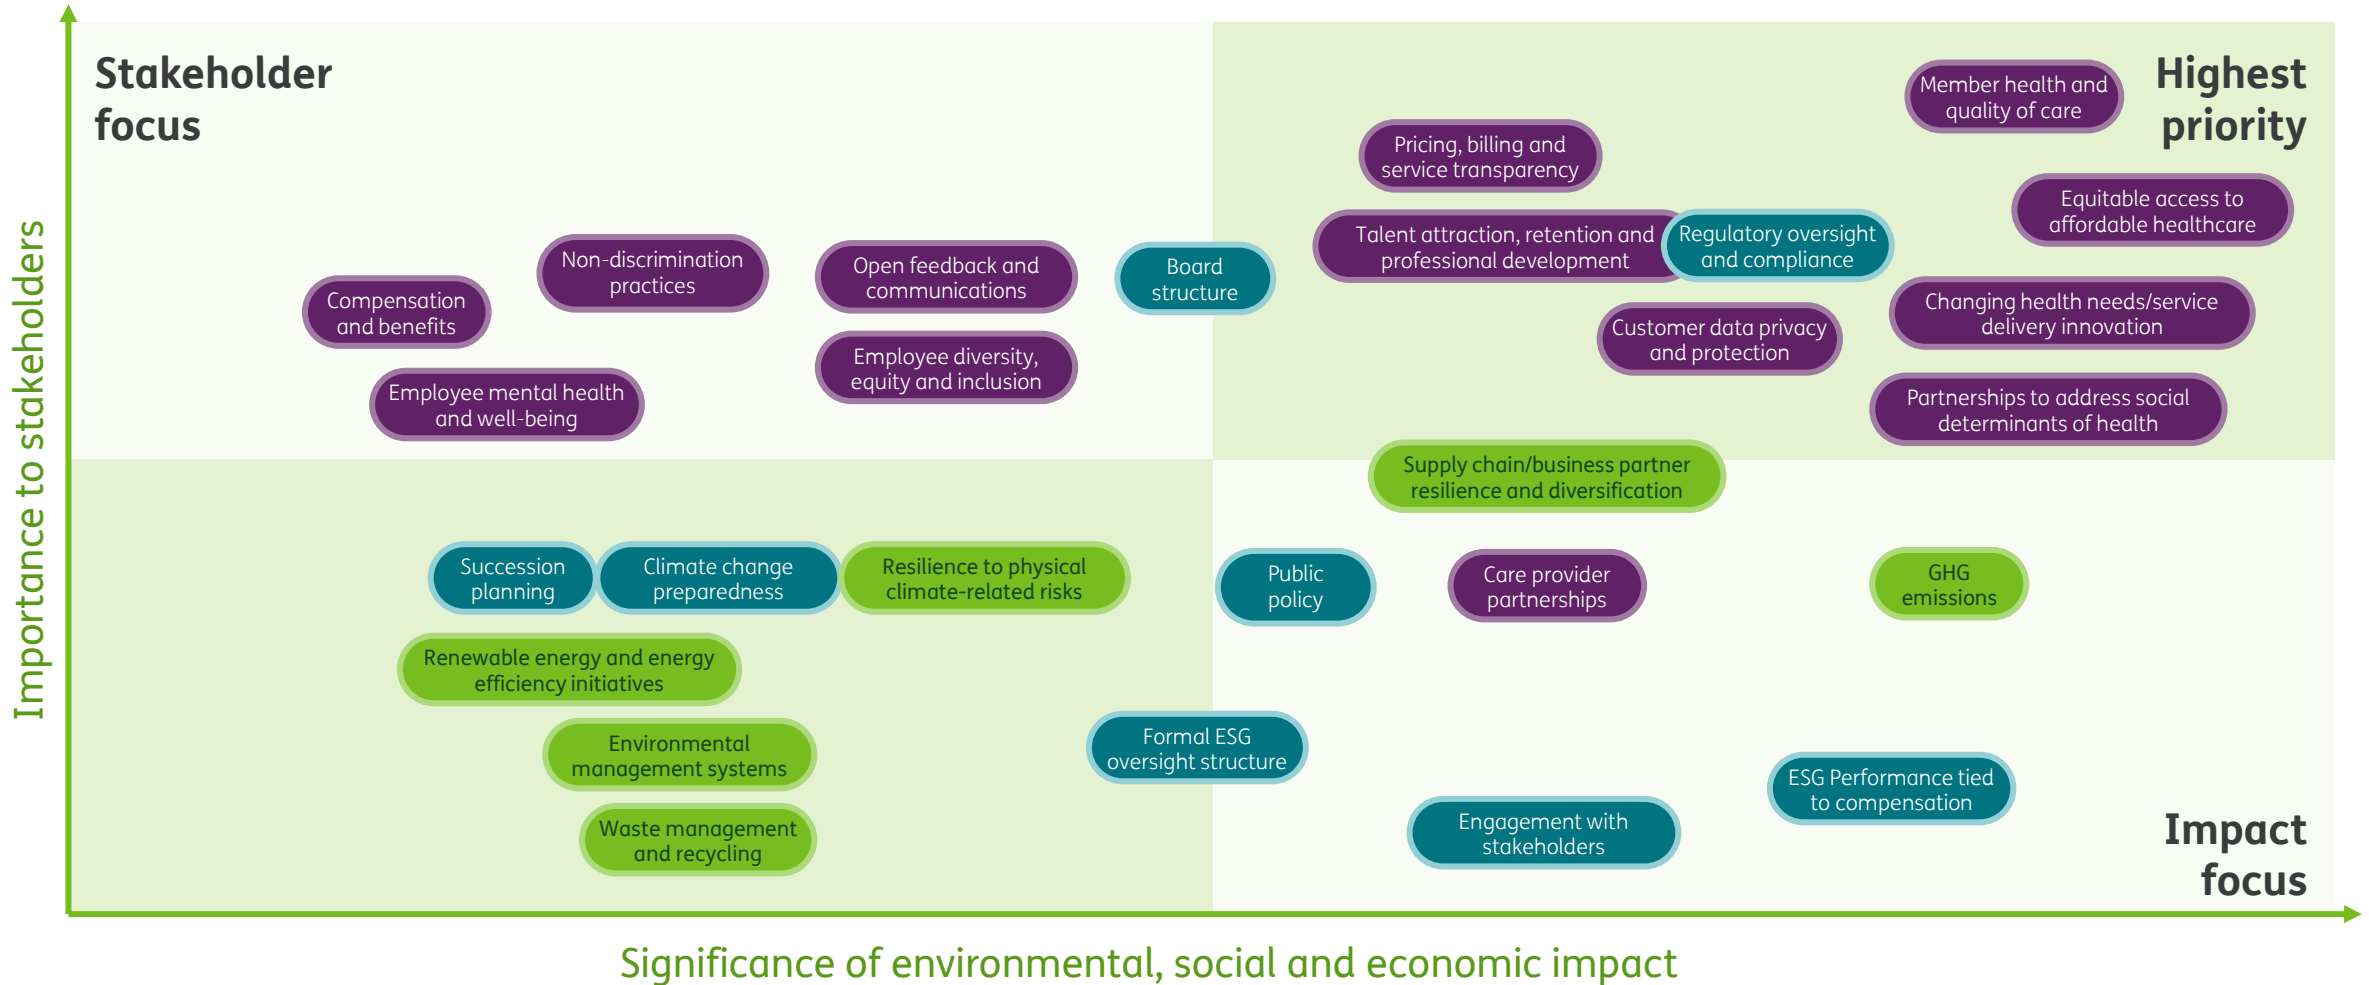 Stakeholder
focus
Highest
priority
Member health and
quality of care
Pricing, billing and
service transparency
Equitable access to
affordable healthcare
Talent attraction, retention and
professional development
Regulatory oversight
and compliance
Non-discrimination
practices
Open feedback and
communications
Board
structure
Compensation
and benefits
Changing health needs/service
delivery innovation
Customer data privacy
and protection
Employee diversity,
equity and inclusion
Employee mental health
and well-being
Partnerships to address social
determinants of health
Supply chain/business partner
resilience and diversification
Succession
planning
Climate change
preparedness
Resilience to physical
climate-related risks
Public
policy
Care provider
partnerships
GHG
emissions
Renewable energy and energy
efficiency initiatives
Environmental
management systems
Formal ESG
oversight structure
ESG Performance tied
to compensation
Waste management
and recycling
Engagement with
stakeholders
Impact
focus
Importance to stakeholders
Significance of environmental, social and economic impact